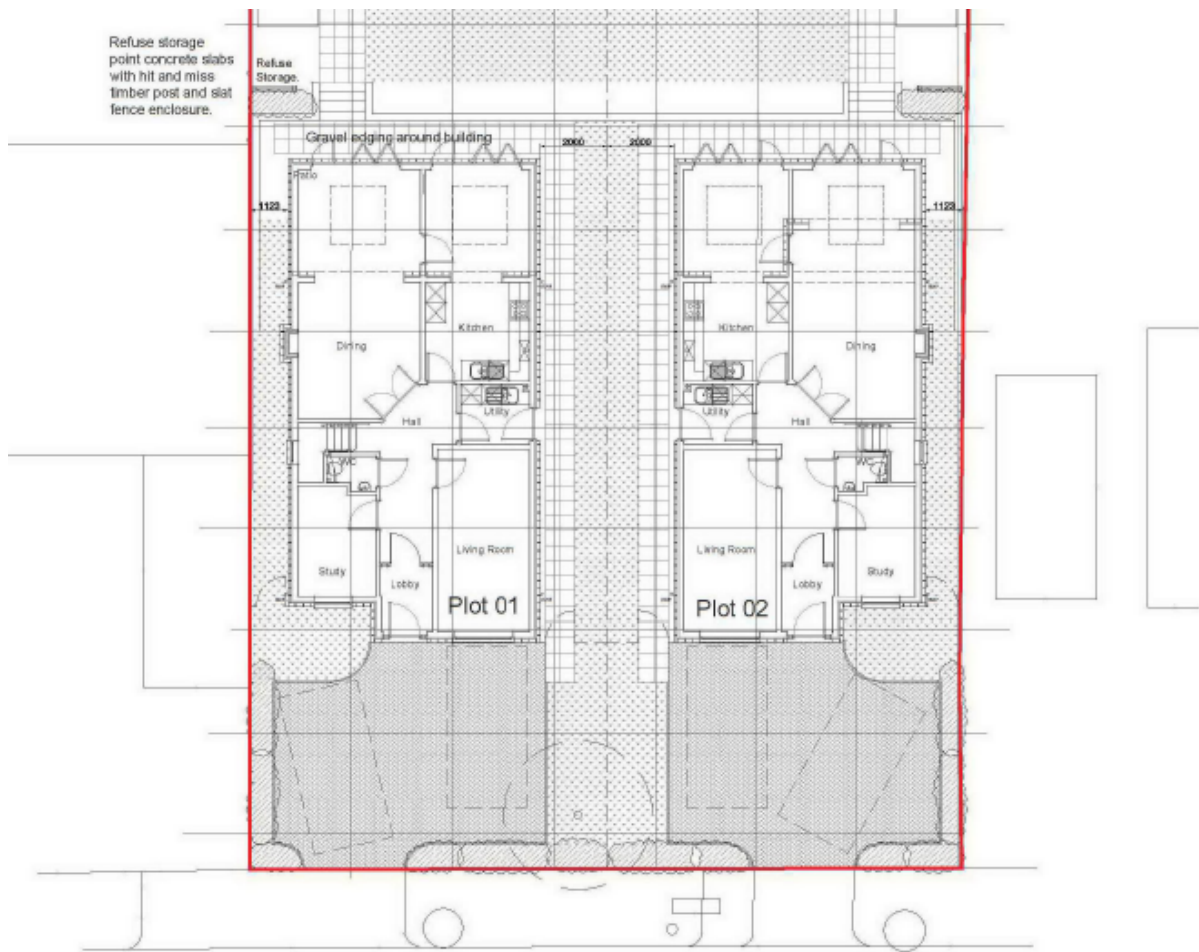 Refuse storage
point concrete slabs
with hit and miss
timber post and slat
fence enclosure.
Refuse
Storage.
Gravel edging around building
2000 2000
Patio
1123 1123
Kitchen Kitchen
Dining Dining
Utility Utility
Hall Hall
WC WC
Living Room Living Room
Study Study
Lobby Lobby
Plot 01 Plot 02